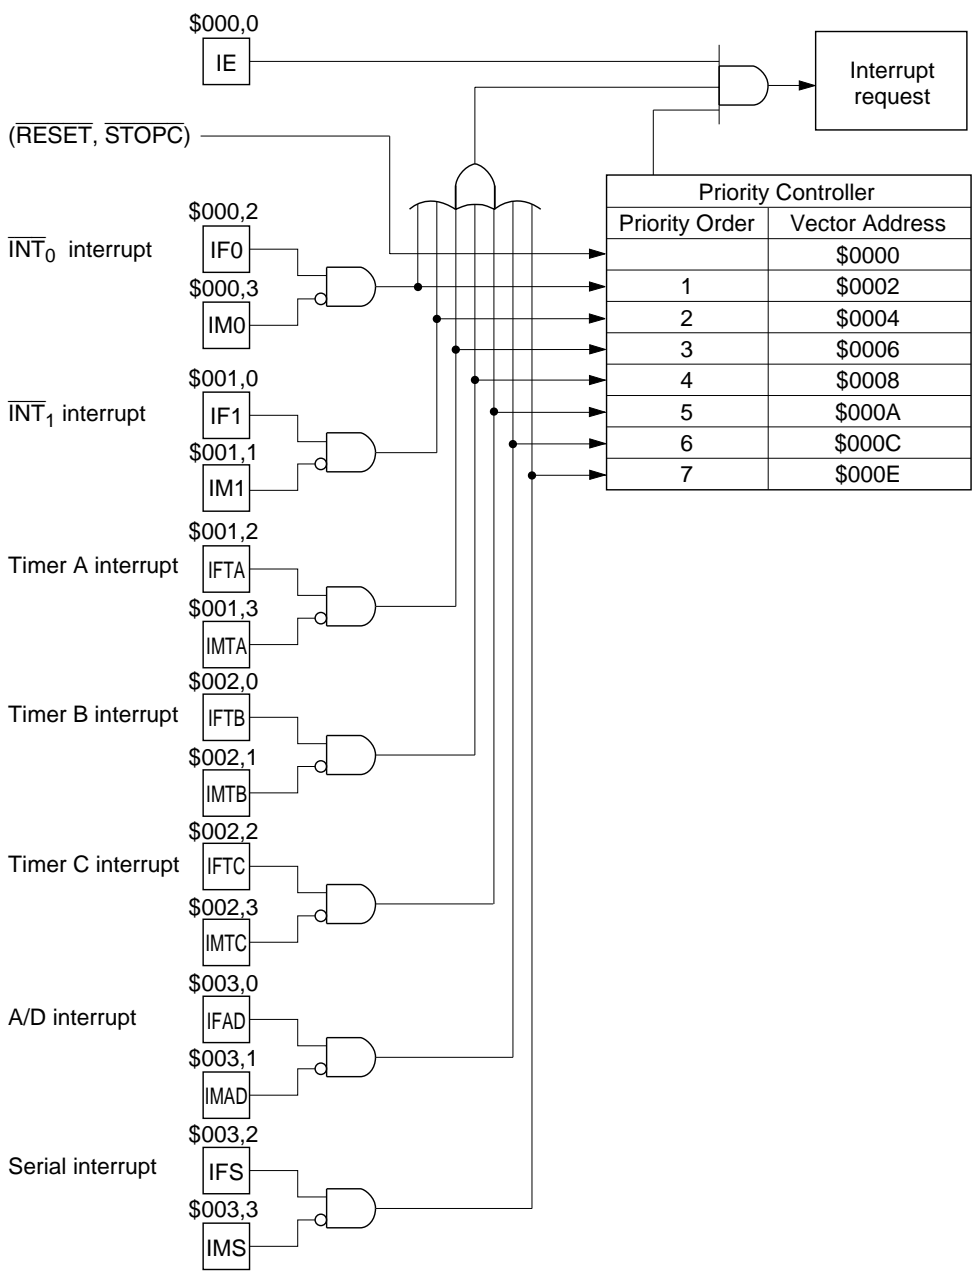 $000,0
IE
Interrupt
request
(RESET, STOPC)
Priority Controller
Priority Order Vector Address
$0000
1 $0002
2 $0004
3 $0006
4 $0008
5 $000A
6 $000C
7 $000E
$000,2
INT0 interrupt
IF0
$000,3
IM0
$001,0
INT1 interrupt
IF1
$001,1
IM1
$001,2
Timer A interrupt
IFTA
$001,3
IMTA
$002,0
Timer B interrupt
IFTB
$002,1
IMTB
$002,2
Timer C interrupt
IFTC
$002,3
IMTC
$003,0
A/D interrupt
IFAD
$003,1
IMAD
$003,2
Serial interrupt
IFS
$003,3
IMS